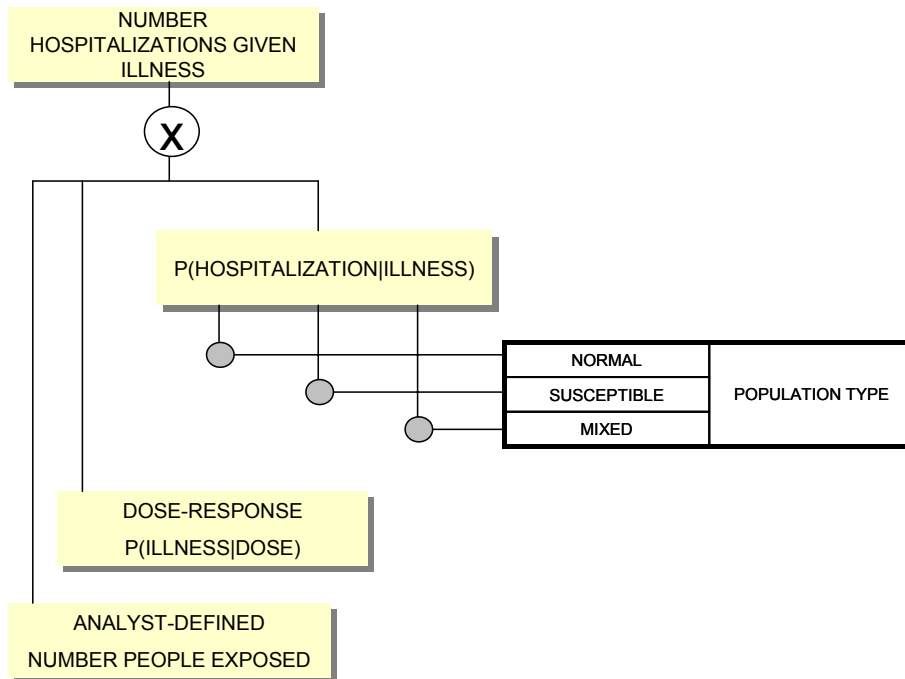 NUMBER
HOSPITALIZATIONS GIVEN
ILLNESS
X
P(HOSPITALIZATION|ILLNESS)
NORMAL
SUSCEPTIBLE
MIXED
POPULATION TYPE
DOSE-RESPONSE
P(ILLNESS|DOSE)
ANALYST-DEFINED
NUMBER PEOPLE EXPOSED